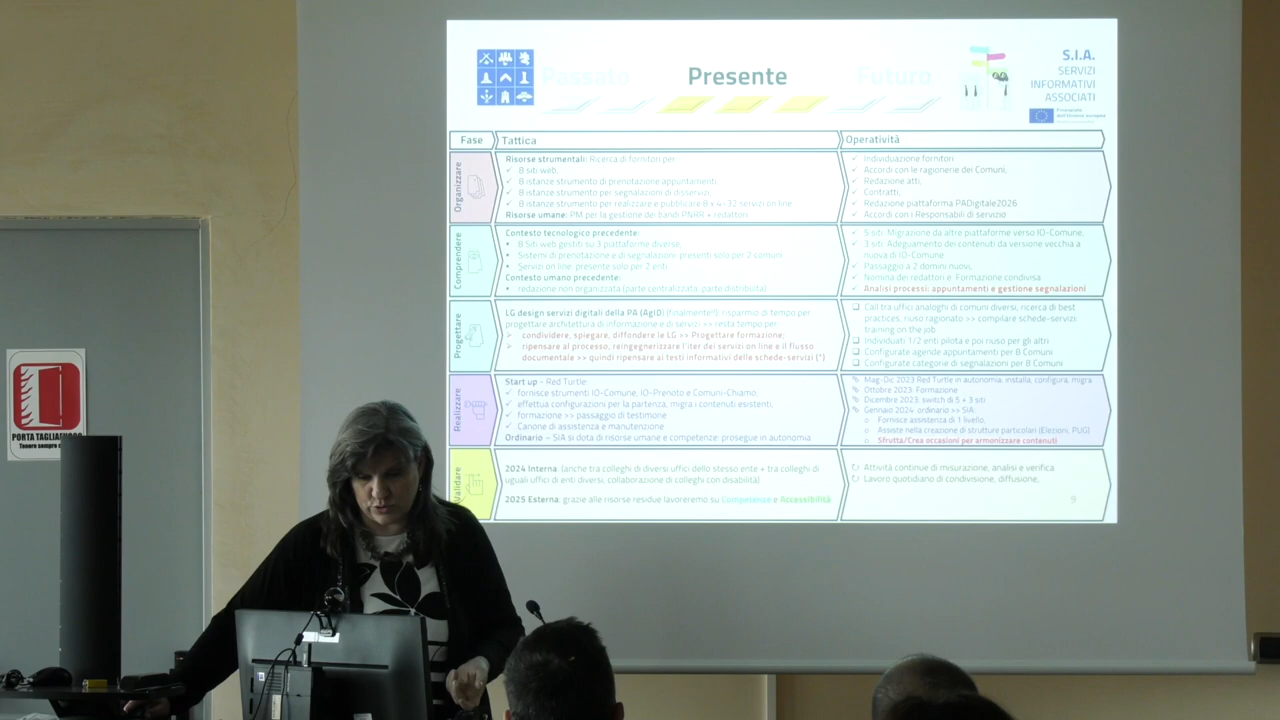 Passato
Presente
Futuro
S.I.A.
SERVIZI
INFORMATIVI
ASSOCIATI
Finanziato
dall'Unione europea
Fase
Tattica
Operatività
Organizzare
Risorse strumentali: Ricerca di fornitori per
✓ 8 siti web,
✓ 8 istanze strumento di prenotazione appuntamenti
✓ 8 istanze strumento per segnalazioni di disservizi,
✓ 8 istanze strumento per realizzare e pubblicare 8 x 4=32 servizi on line
Risorse umane: PM per la gestione dei bandi PNRR + redattori
✓ Individuazione fornitori
✓ Accordi con le ragionerie dei Comuni,
✓ Redazione atti,
✓ Contratti,
✓ Redazione piattaforma PADigitale2026
✓ Accordi con i Responsabili di servizio
Comprendere
Contesto tecnologico precedente:
• 8 Siti web gestiti su 3 piattaforme diverse,
• Sistemi di prenotazione e di segnalazioni: presenti solo per 2 comuni
• Servizi on line: presente solo per 2 enti
Contesto umano precedente:
• redazione non organizzata (parte centralizzata, parte distribuita)
✓ 5 siti: Migrazione da altre piattaforme verso IO-Comune,
✓ 3 siti: Adeguamento dei contenuti da versione vecchia a
nuova di IO-Comune
✓ Passaggio a 2 domini nuovi,
✓ Nomina dei redattori e Formazione condivisa
✓ Analisi processi: appuntamenti e gestione segnalazioni
Progettare
LG design servizi digitali della PA (AgID) (finalmente!): risparmio di tempo per
progettare architettura di informazione e di servizi >> resta tempo per:
➢ condividere, spiegare, diffondere le LG >> Progettare formazione;
➢ ripensare al processo, reingegnerizzare l'iter dei servizi on line e il flusso
documentale >> quindi ripensare ai testi informativi delle schede-servizi (*)
❑ Call tra uffici analoghi di comuni diversi, ricerca di best
practices, riuso ragionato >> compilare schede-servizi:
training on the job
❑ Individuati 1/2 enti pilota e poi riuso per gli altri
❑ Configurate agende appuntamenti per 8 Comuni
❑ Configurate categorie di segnalazioni per 8 Comuni
Realizzare
Start up - Red Turtle:
✓ fornisce strumenti IO-Comune, IO-Prenoto e Comuni-Chiamo,
✓ effettua configurazioni per la partenza, migra i contenuti esistenti,
✓ formazione >> passaggio di testimone
✓ Canone di assistenza e manutenzione
Ordinario – SIA si dota di risorse umane e competenze: prosegue in autonomia
Mag-Dic 2023 Red Turtle in autonomia: installa, configura, migra
Ottobre 2023: Formazione
Dicembre 2023: switch di 5 + 3 siti
Gennaio 2024: ordinario >> SIA:
o Fornisce assistenza di 1 livello,
o Assiste nella creazione di strutture particolari (Elezioni, PUG)
o Sfrutta/Crea occasioni per armonizzare contenuti
Validare
2024 Interna: (anche tra colleghi di diversi uffici dello stesso ente + tra colleghi di
uguali uffici di enti diversi, collaborazione di colleghi con disabilità)
2025 Esterna: grazie alle risorse residue lavoreremo su Competenze e Accessibilità
Attività continue di misurazione, analisi e verifica
Lavoro quotidiano di condivisione, diffusione,
9
PORTA TAGLIAFUOCO